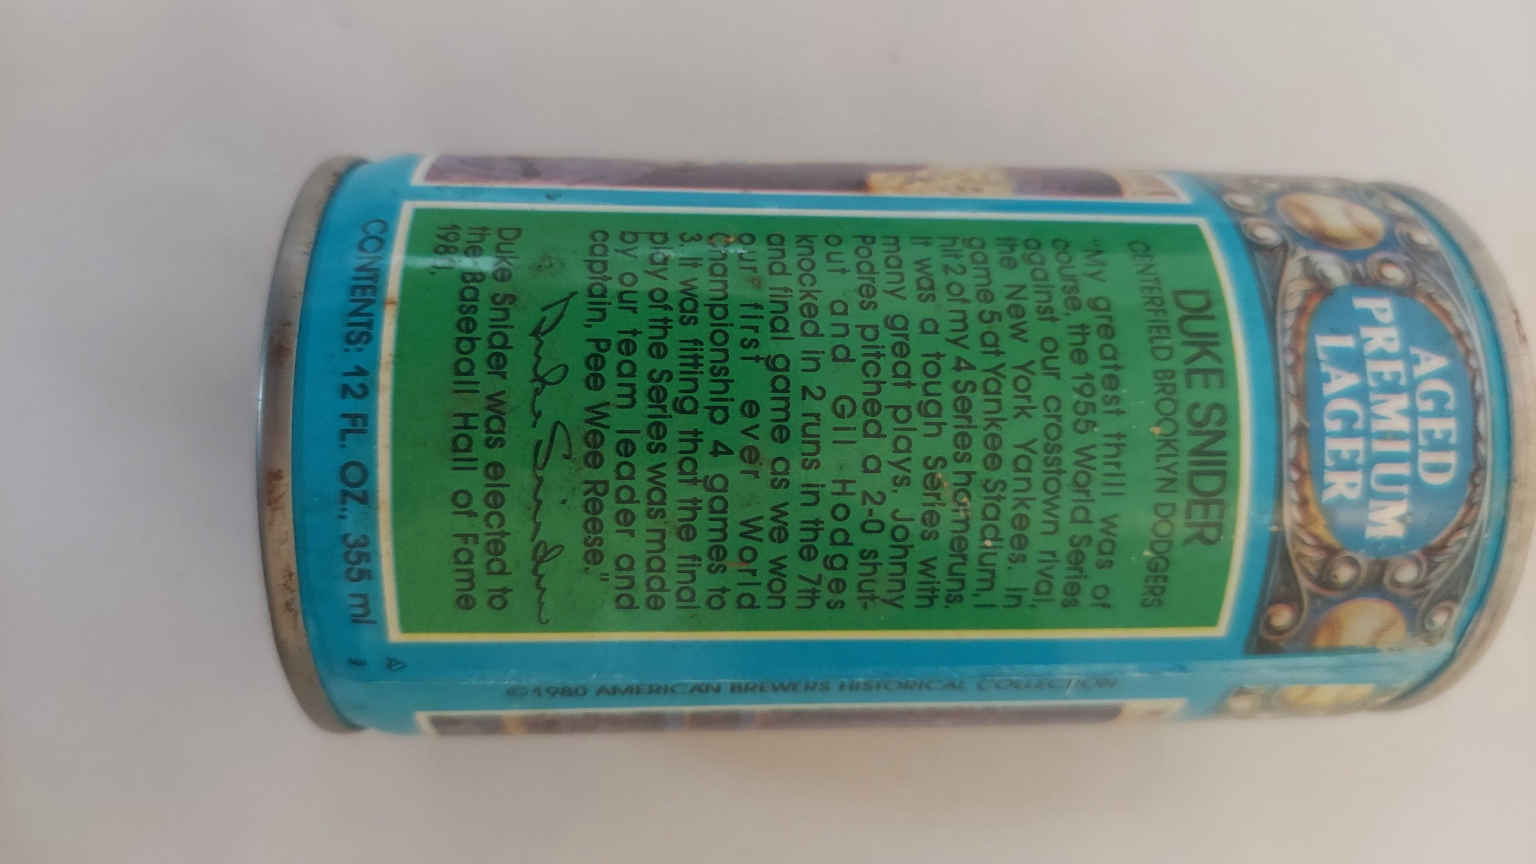 AGED
PREMIUM
LAGER
DUKE SNIDER
CENTERFIELD BROOKLYN DODGERS
"My greatest thrill was of
course, the 1955 World Series
against our crosstown rival,
the New York Yankees. In
game 5 at Yankee Stadium, I
hit 2 of my 4 Series homeruns.
It was a tough Series with
many great plays. Johnny
Podres pitched a 2-0 shut-
out and Gil Hodges
knocked in 2 runs in the 7th
and final game as we won
our first ever World
Championship 4 games to
3. It was fitting that the final
play of the Series was made
by our team leader and
captain, Pee Wee Reese."
Duke Snider
Duke Snider was elected to
the Baseball Hall of Fame
1980.
CONTENTS: 12 FL. OZ., 355 ml
©1980 AMERICAN BREWERS HISTORICAL COLLECTION